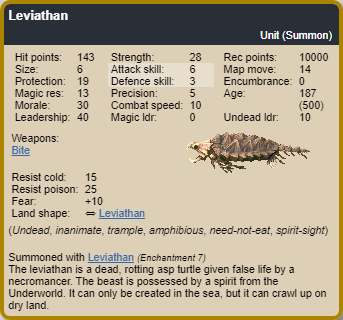 Leviathan
Unit (Summon)
Hit points: 143 Strength: 28 Rec points: 10000
Size: 6 Attack skill: 6 Map move: 14
Protection: 19 Defence skill: 3 Encumbrance: 0
Magic res: 13 Precision: 5 Age: 187
Morale: 30 Combat speed: 10 (500)
Leadership: 40 Magic ldr: 0 Undead ldr: 10
Weapons:
Bite
Resist cold: 15
Resist poison: 25
Fear: +10
Land shape: ⇔ Leviathan
(Undead, inanimate, trample, amphibious, need-not-eat, spirit-sight)
Summoned with Leviathan (Enchantment 7)
The leviathan is a dead, rotting asp turtle given false life by a
necromancer. The beast is possessed by a spirit from the
Underworld. It can only be created in the sea, but it can crawl up on
dry land.